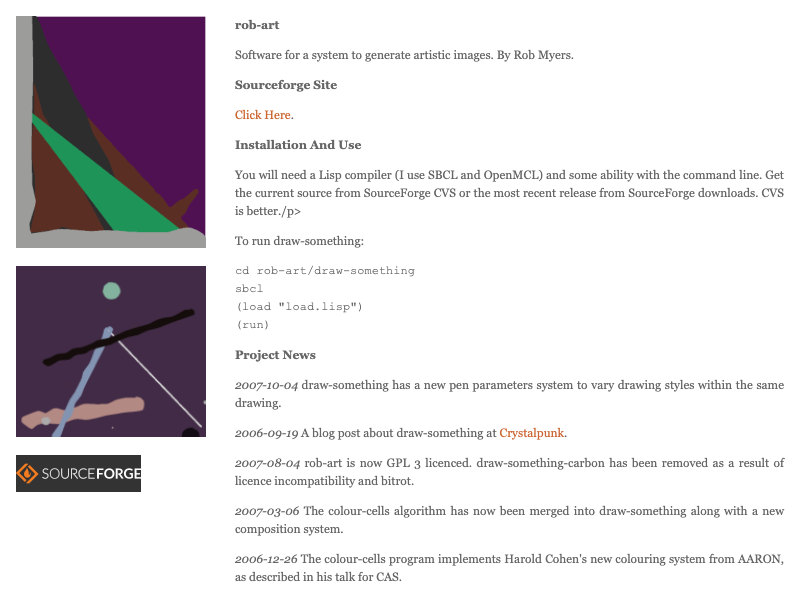 rob-art
Software for a system to generate artistic images. By Rob Myers.
Sourceforge Site
Click Here.
Installation And Use
You will need a Lisp compiler (I use SBCL and OpenMCL) and some ability with the command line. Get
the current source from SourceForge CVS or the most recent release from SourceForge downloads. CVS
is better./p>
To run draw-something:
cd rob-art/draw-something
sbcl
(load "load.lisp")
(run)
Project News
2007-10-04 draw-something has a new pen parameters system to vary drawing styles within the same
drawing.
2006-09-19 A blog post about draw-something at Crystalpunk.
2007-08-04 rob-art is now GPL 3 licenced. draw-something-carbon has been removed as a result of
licence incompatibility and bitrot.
2007-03-06 The colour-cells algorithm has now been merged into draw-something along with a new
composition system.
2006-12-26 The colour-cells program implements Harold Cohen's new colouring system from AARON,
as described in his talk for CAS.
SOURCEFORGE